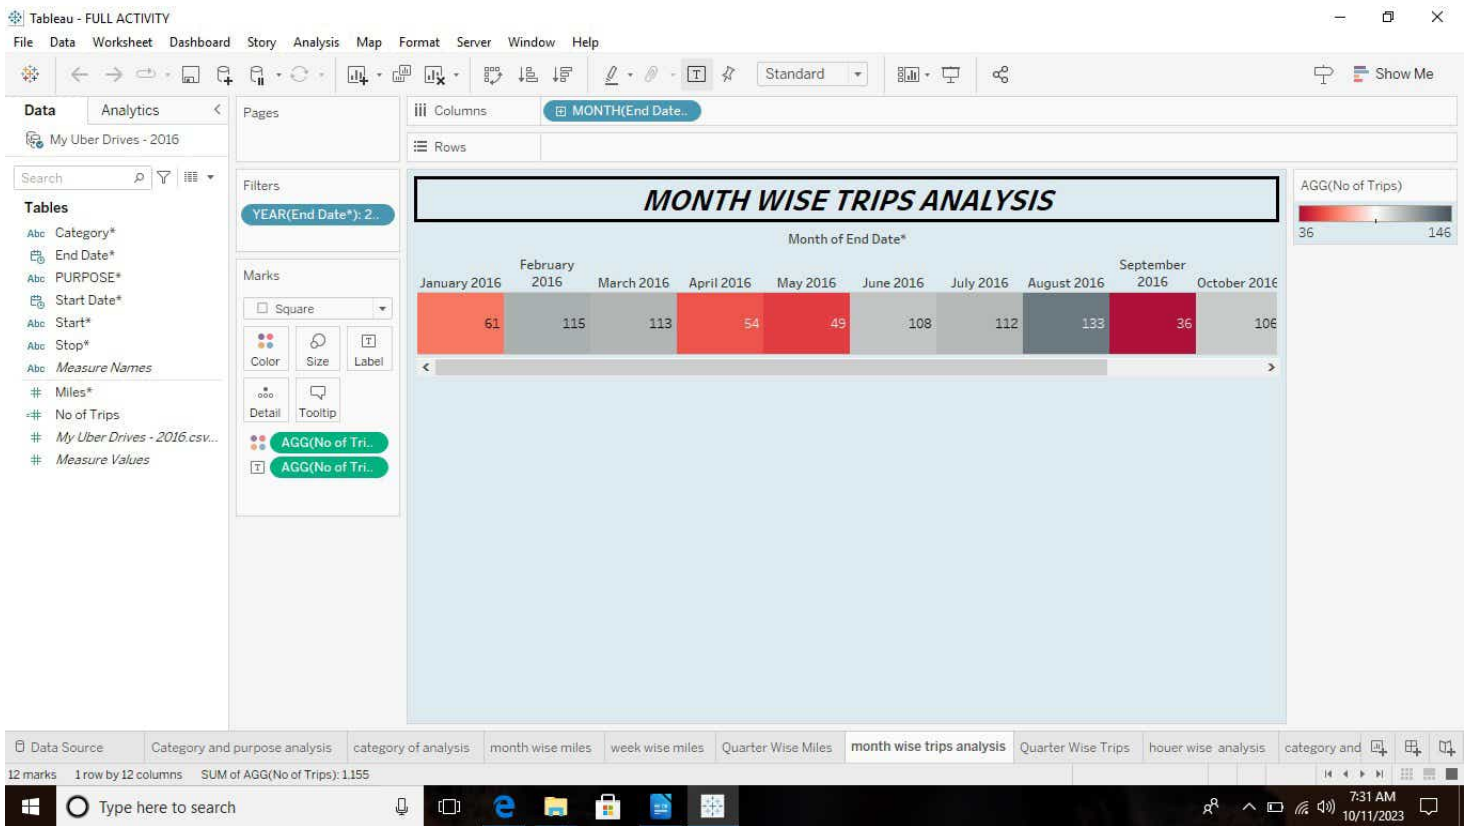 Tableau - FULL ACTIVITY
File Data Worksheet Dashboard Story Analysis Map Format Server Window Help
Standard
Show Me
Data Analytics
My Uber Drives - 2016
Search
Tables
Abc Category*
End Date*
Abc PURPOSE*
Start Date*
Abc Start*
Abc Stop*
Abc Measure Names
# Miles*
=# No of Trips
# My Uber Drives - 2016.csv...
# Measure Values
Pages
Filters
YEAR(End Date*): 2..
Marks
Square
Color Size Label
Detail Tooltip
AGG(No of Tri..
AGG(No of Tri..
Columns MONTH(End Date..
Rows
MONTH WISE TRIPS ANALYSIS
Month of End Date*
January 2016 February 2016 March 2016 April 2016 May 2016 June 2016 July 2016 August 2016 September 2016 October 2016
61 115 113 54 49 108 112 133 36 106
AGG(No of Trips)
36 146
Data Source Category and purpose analysis category of analysis month wise miles week wise miles Quarter Wise Miles month wise trips analysis Quarter Wise Trips houer wise analysis category and
12 marks 1 row by 12 columns SUM of AGG(No of Trips): 1,155
Type here to search
7:31 AM
10/11/2023